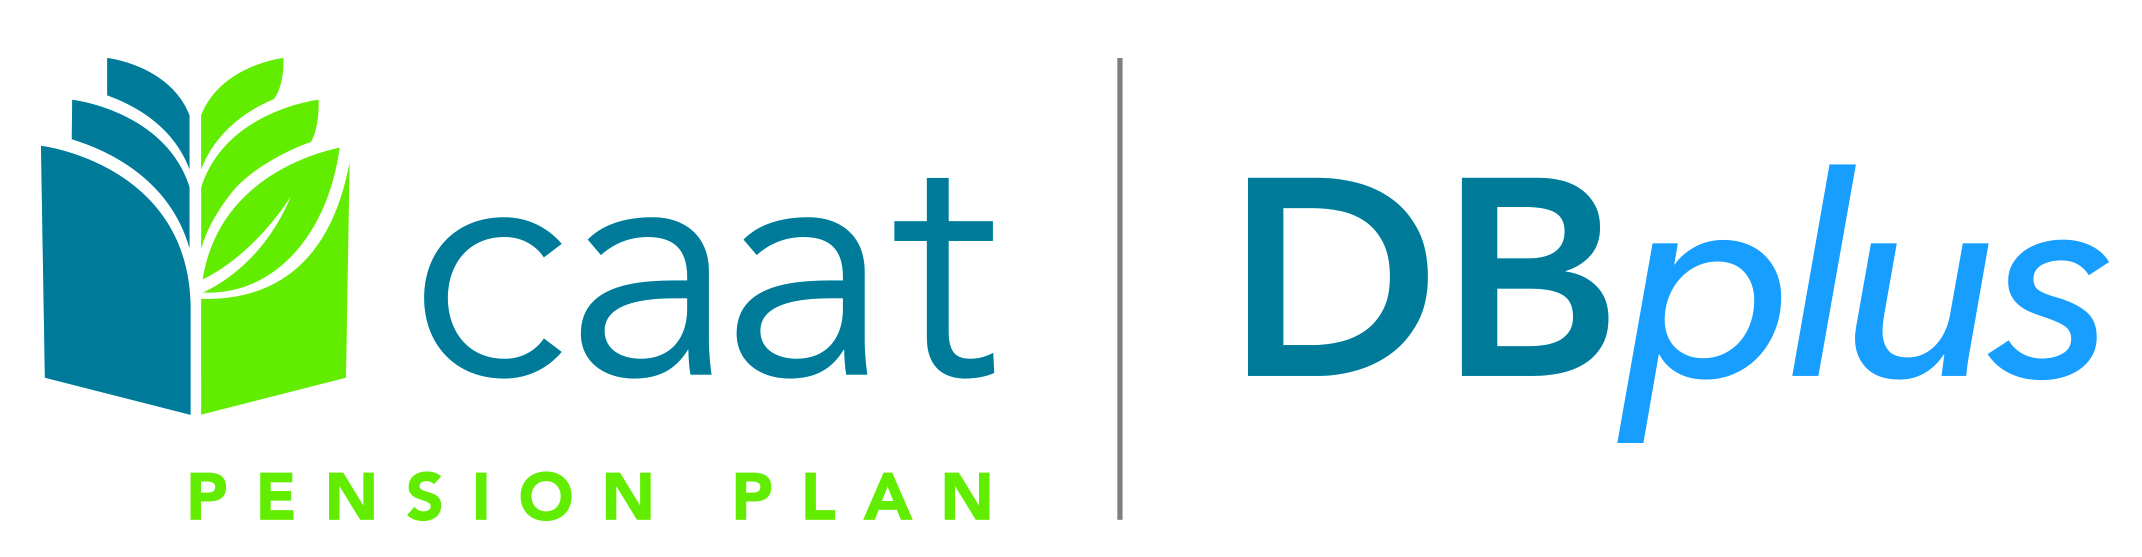 caat
PENSION PLAN
DBplus